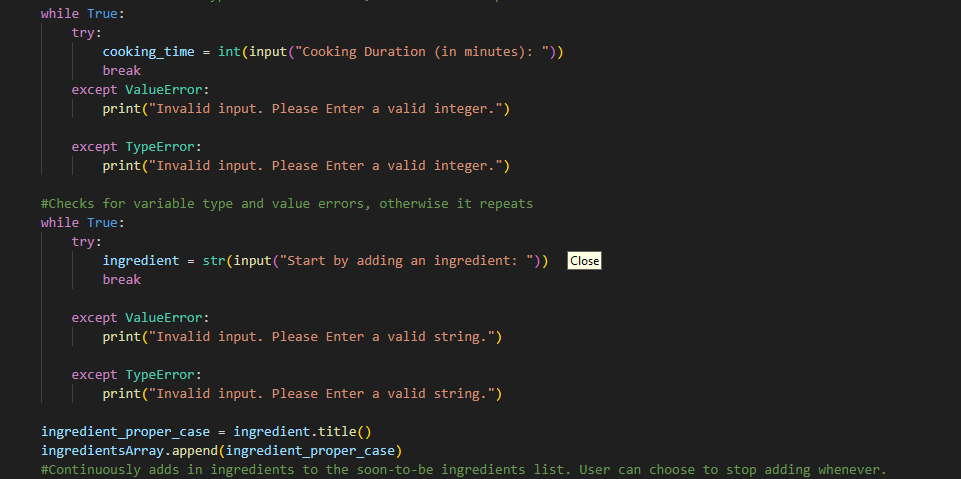 while True:
try:
cooking_time = int(input("Cooking Duration (in minutes): "))
break
except ValueError:
print("Invalid input. Please Enter a valid integer.")
except TypeError:
print("Invalid input. Please Enter a valid integer.")
#Checks for variable type and value errors, otherwise it repeats
while True:
try:
ingredient = str(input("Start by adding an ingredient: "))
Close
break
except ValueError:
print("Invalid input. Please Enter a valid string.")
except TypeError:
print("Invalid input. Please Enter a valid string.")
ingredient_proper_case = ingredient.title()
ingredientsArray.append(ingredient_proper_case)
#Continuously adds in ingredients to the soon-to-be ingredients list. User can choose to stop adding whenever.